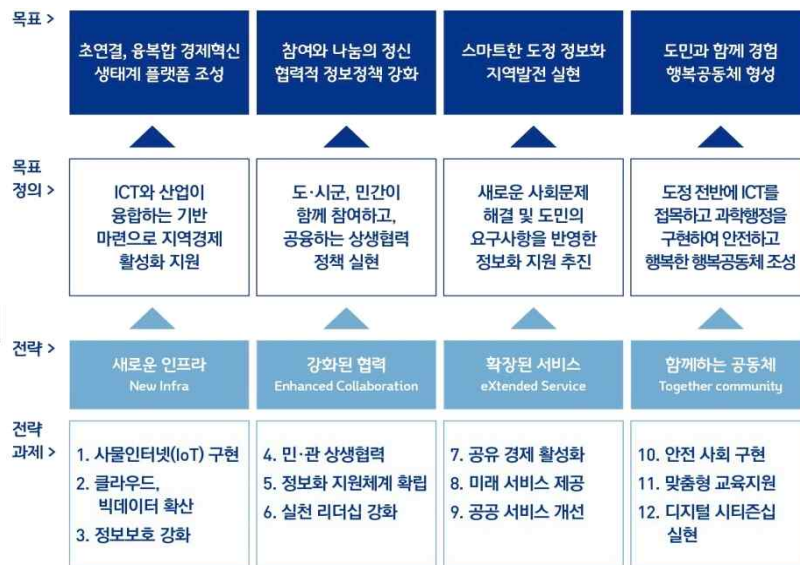 목표 >
초연결, 융복합 경제혁신
생태계 플랫폼 조성
참여와 나눔의 정신
협력적 정보정책 강화
스마트한 도정 정보화
지역발전 실현
도민과 함께 경험
행복공동체 형성
목표
정의 >
ICT와 산업이
융합하는 기반
마련으로 지역경제
활성화 지원
도·시군, 민간이
함께 참여하고,
공융하는 상생협력
정책 실현
새로운 사회문제
해결 및 도민의
요구사항을 반영한
정보화 지원 추진
도정 전반에 ICT를
접목하고 과학행정을
구현하여 안전하고
행복한 행복공동체 조성
전략 >
새로운 인프라
New Infra
강화된 협력
Enhanced Collaboration
확장된 서비스
eXtended Service
함께하는 공동체
Together community
전략
과제 >
1. 사물인터넷(IoT) 구현
2. 클라우드,
빅데이터 확산
3. 정보보호 강화
4. 민·관 상생협력
5. 정보화 지원체계 확립
6. 실천 리더십 강화
7. 공유 경제 활성화
8. 미래 서비스 제공
9. 공공 서비스 개선
10. 안전 사회 구현
11. 맞춤형 교육지원
12. 디지털 시티즌십
실현